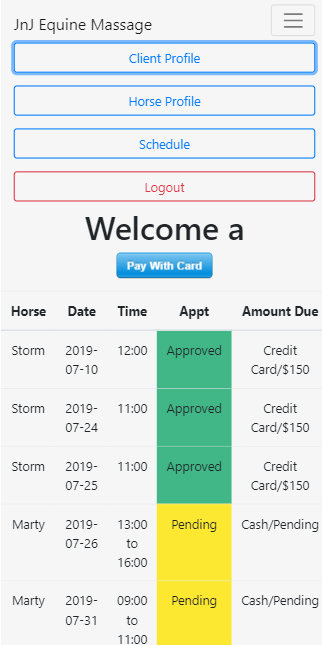 JnJ Equine Massage
Client Profile
Horse Profile
Schedule
Logout
Welcome a
Pay With Card
Horse Date Time Appt Amount Due
Storm 2019- 12:00 Approved Credit
07-10 Card/$150
Storm 2019- 11:00 Approved Credit
07-24 Card/$150
Storm 2019- 11:00 Approved Credit
07-25 Card/$150
Marty 2019- 13:00 Pending Cash/Pending
07-26 to
16:00
Marty 2019- 09:00 Pending Cash/Pending
07-31 to
11:00